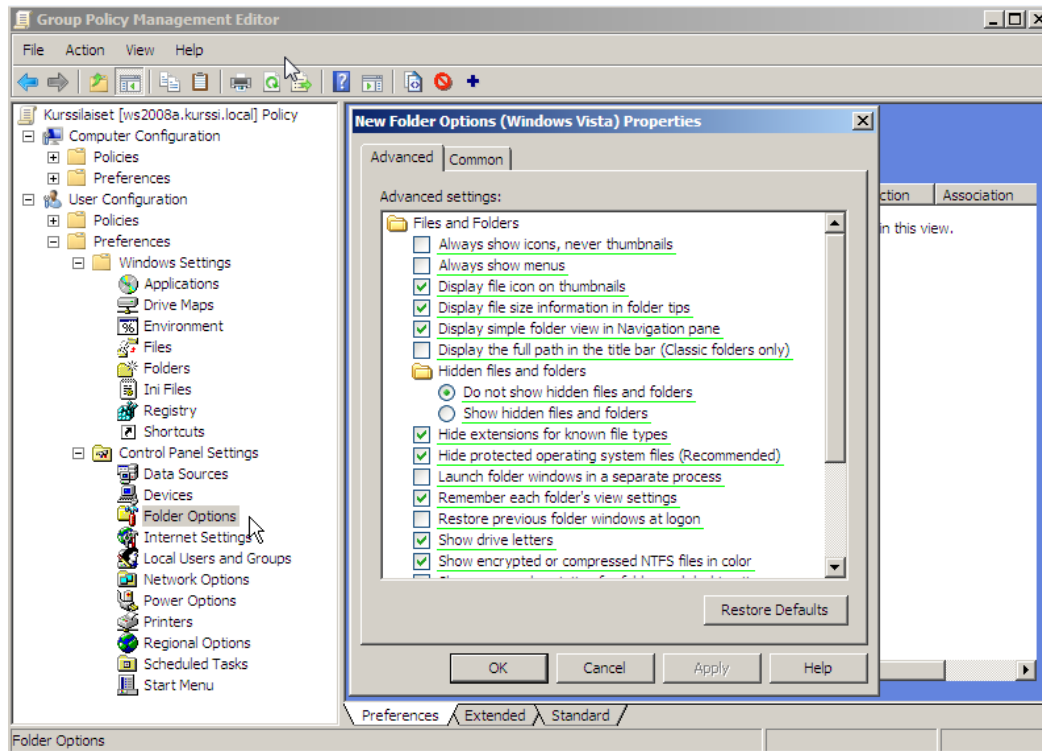 Group Policy Management Editor
File Action View Help
Kurssilaiset [ws2008a.kurssi.local] Policy
Computer Configuration
Policies
Preferences
User Configuration
Policies
Preferences
Windows Settings
Applications
Drive Maps
Environment
Files
Folders
Ini Files
Registry
Shortcuts
Control Panel Settings
Data Sources
Devices
Folder Options
Internet Settings
Local Users and Groups
Network Options
Power Options
Printers
Regional Options
Scheduled Tasks
Start Menu
New Folder Options (Windows Vista) Properties
Advanced Common
Advanced settings:
Files and Folders
Always show icons, never thumbnails
Always show menus
Display file icon on thumbnails
Display file size information in folder tips
Display simple folder view in Navigation pane
Display the full path in the title bar (Classic folders only)
Hidden files and folders
Do not show hidden files and folders
Show hidden files and folders
Hide extensions for known file types
Hide protected operating system files (Recommended)
Launch folder windows in a separate process
Remember each folder's view settings
Restore previous folder windows at logon
Show drive letters
Show encrypted or compressed NTFS files in color
Restore Defaults
OK Cancel Apply Help
ction Association
in this view.
Preferences Extended Standard
Folder Options